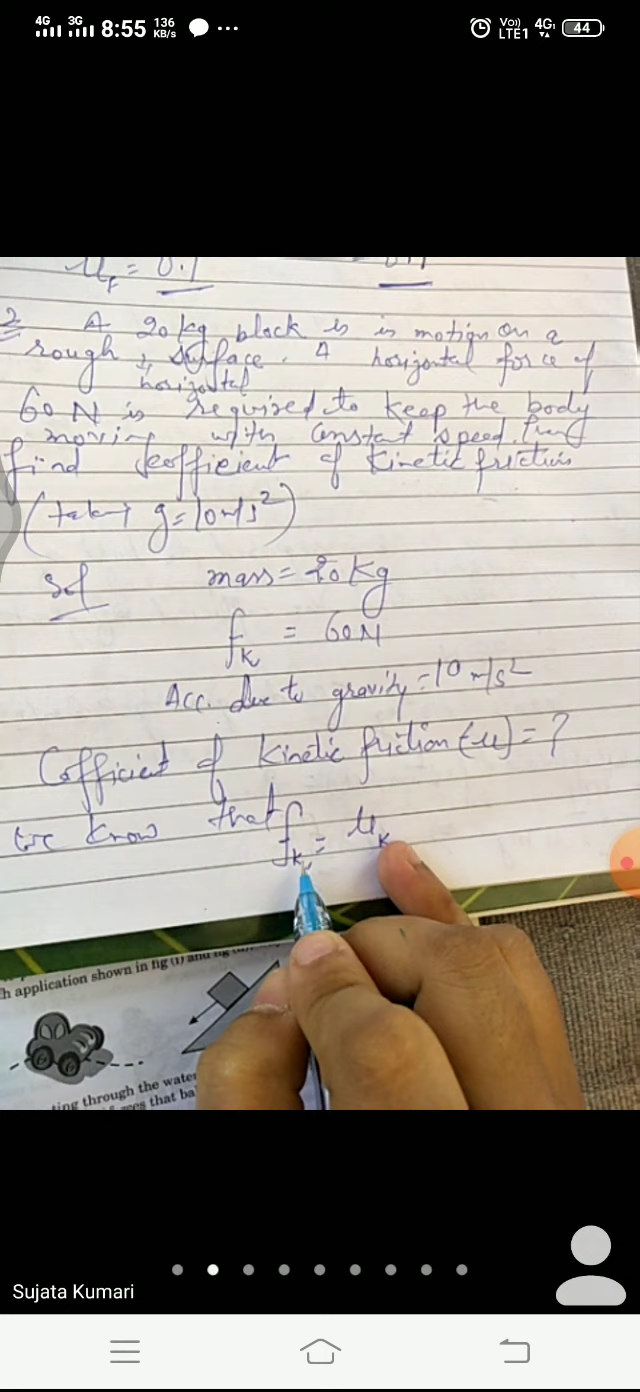 4G 3G 8:55 136 KB/s ... Vo)) LTE1 4G 44
= 0.1
2 A 20 kg block is in motion on a
rough surface. A horizontal force of
horizontal
60 N is required to keep the body
moving with constant speed.
find coefficient of kinetic friction
(take g = 10 m/s²)
Sol mass = 20 kg
fk = 60 N
Acc. due to gravity = 10 m/s²
Cofficient of kinetic friction (u) = ?
we know that fk = uk
h application shown in fig (i) and fig
ting through the water
that ba
Sujata Kumari